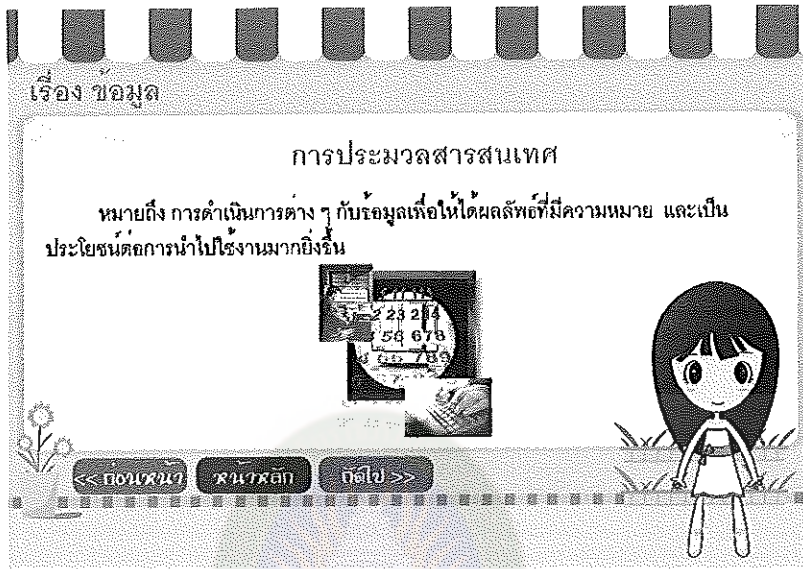 เรื่อง ข้อมูล
การประมวลสารสนเทศ
หมายถึง การดำเนินการต่าง ๆ กับข้อมูลเพื่อให้ได้ผลลัพธ์ที่มีความหมาย และเป็น
ประโยชน์ต่อการนำไปใช้งานมากยิ่งขึ้น
<< ก่อนหน้า
หน้าหลัก
ถัดไป >>